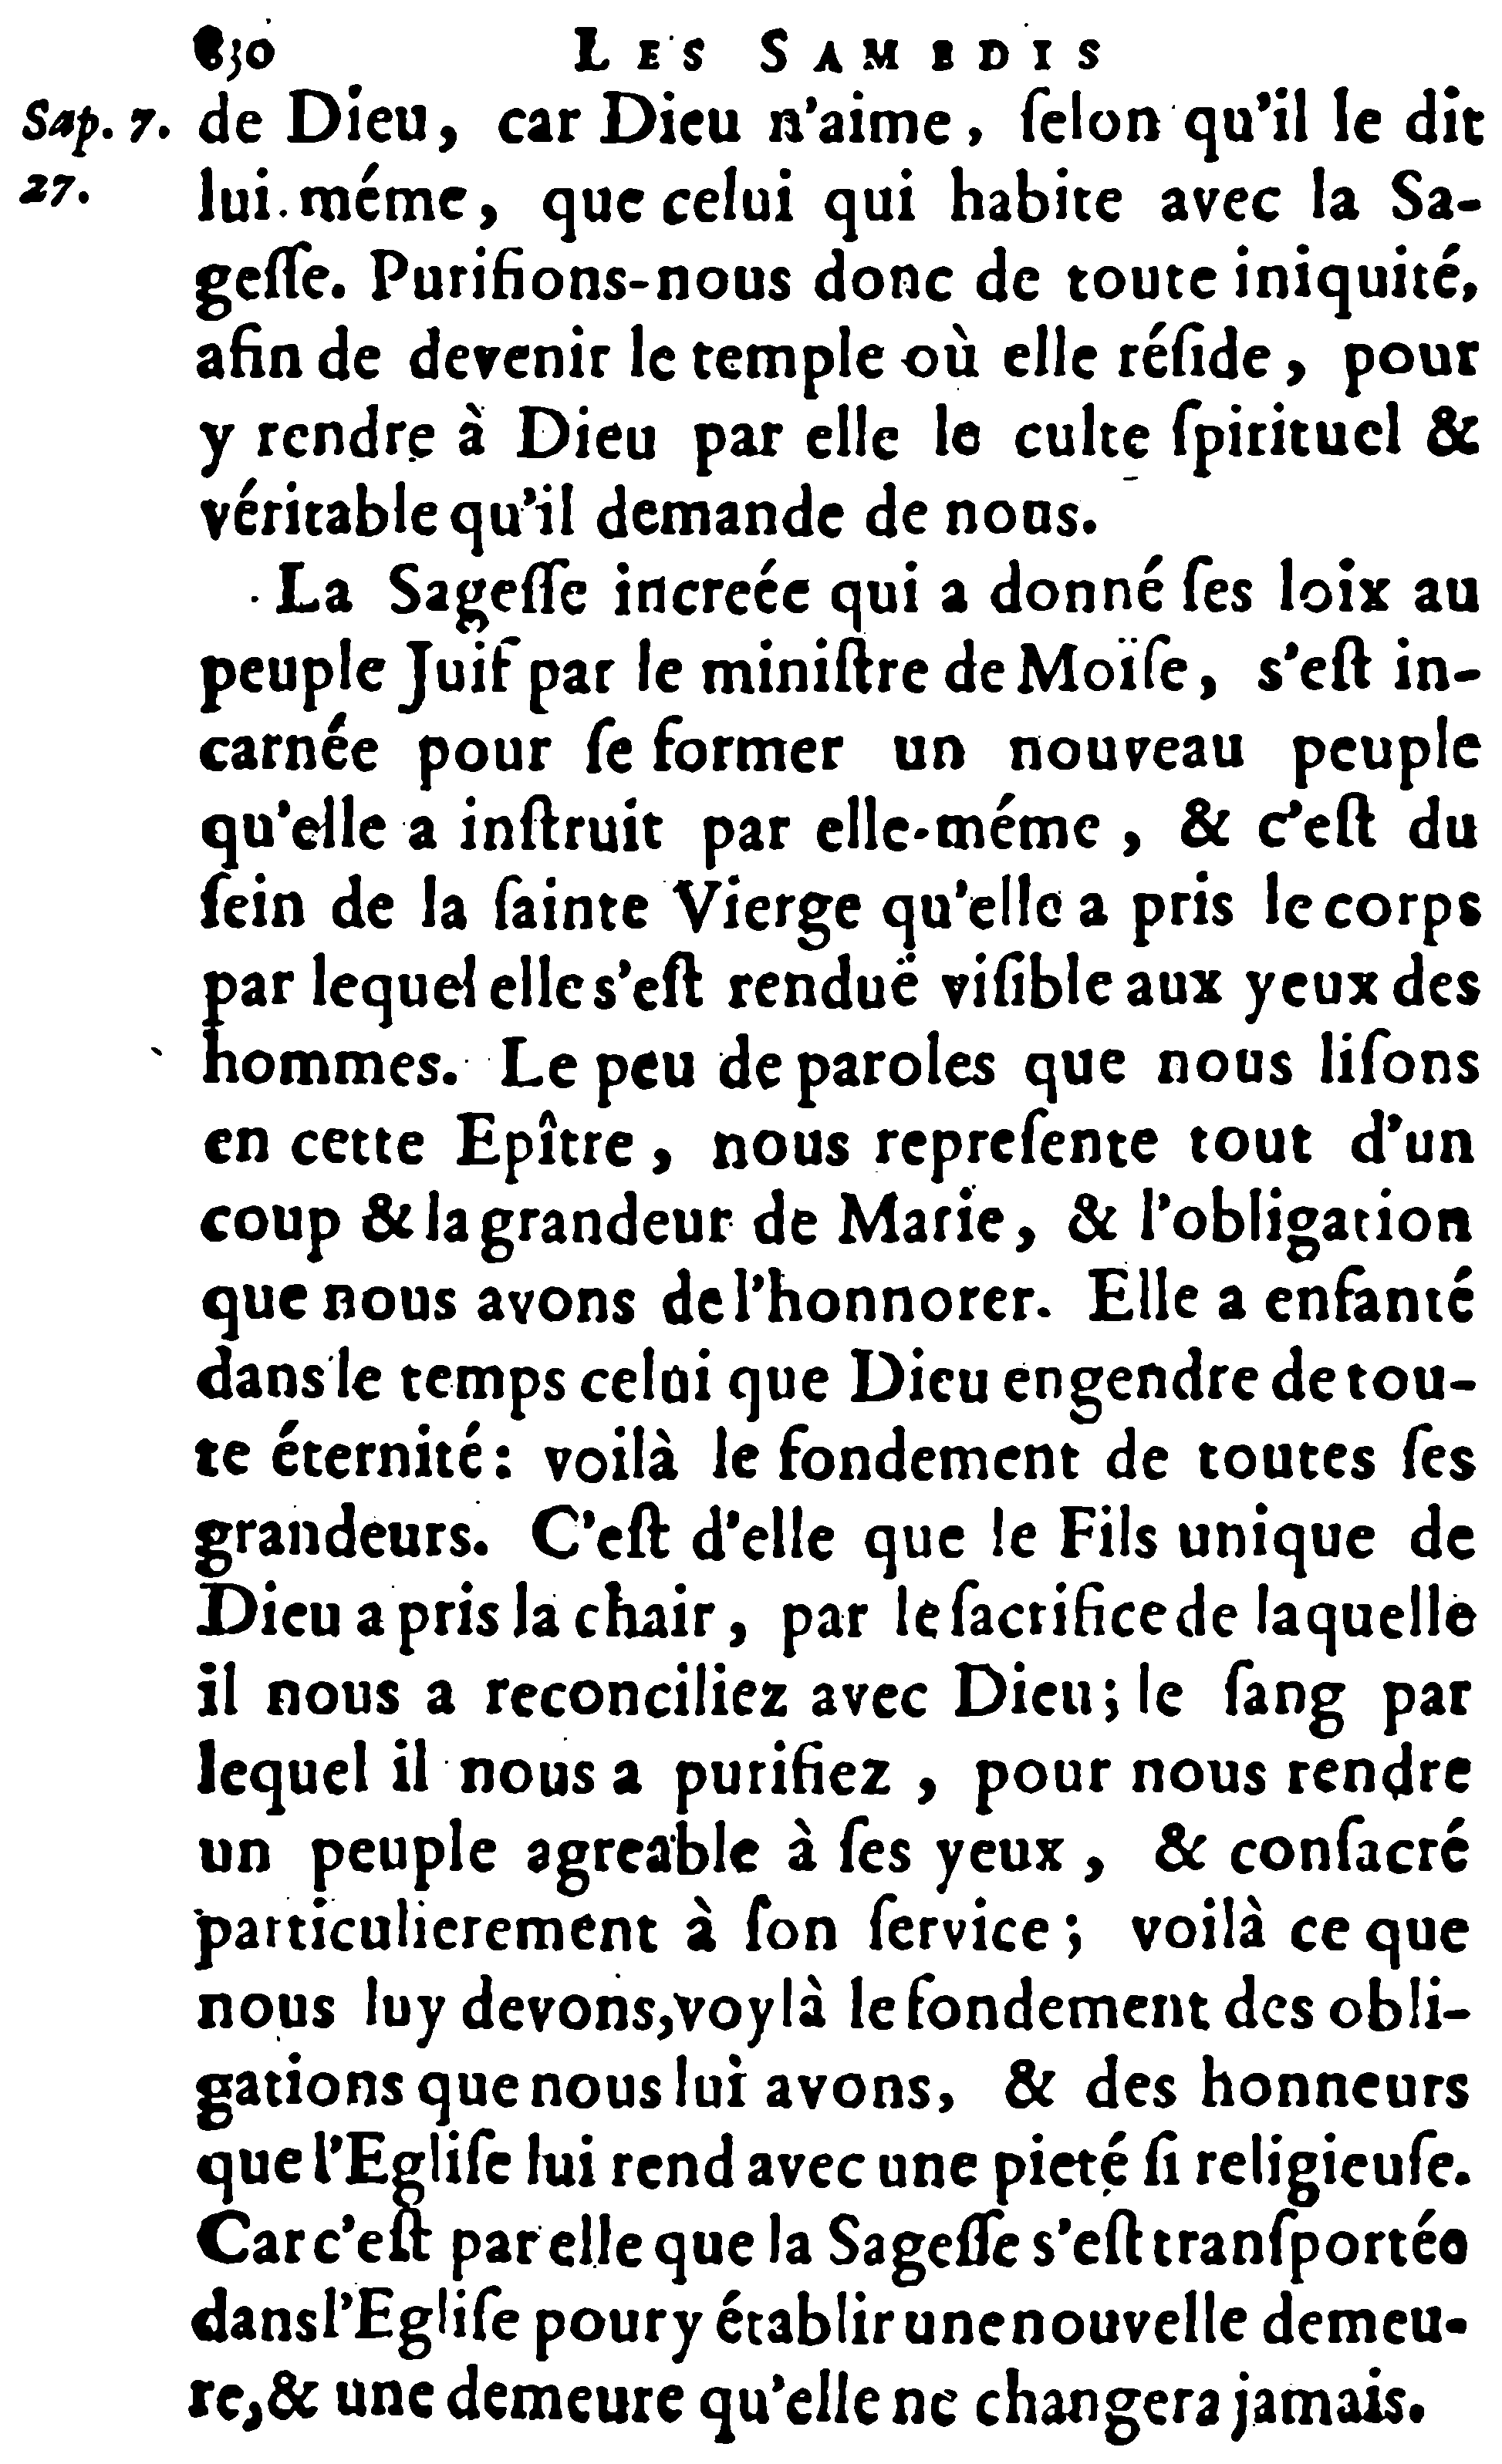 830 LES SAMEDIS
Sap. 7. de Dieu, car Dieu n'aime, ſelon qu'il le dit
27. lui-méme, que celui qui habite avec la Sa-
geſſe. Purifions-nous donc de toute iniquité,
afin de devenir le temple où elle réſide, pour
y rendre à Dieu par elle le culte ſpirituel &
véritable qu'il demande de nous.
La Sageſſe increée qui a donné ſes loix au
peuple Juif par le miniſtre de Moïſe, s'eſt in-
carnée pour ſe former un nouveau peuple
qu'elle a inſtruit par elle-méme, & c'eſt du
ſein de la ſainte Vierge qu'elle a pris le corps
par lequel elle s'eſt renduë viſible aux yeux des
hommes. Le peu de paroles que nous liſons
en cette Epître, nous repreſente tout d'un
coup & la grandeur de Marie, & l'obligation
que nous avons de l'honnorer. Elle a enfanté
dans le temps celui que Dieu engendre de tou-
te éternité: voilà le fondement de toutes ſes
grandeurs. C'eſt d'elle que le Fils unique de
Dieu a pris la chair, par le ſacrifice de laquelle
il nous a reconciliez avec Dieu; le ſang par
lequel il nous a purifiez, pour nous rendre
un peuple agreable à ſes yeux, & conſacré
particulierement à ſon ſervice; voilà ce que
nous luy devons, voylà le fondement des obli-
gations que nous lui avons, & des honneurs
que l'Egliſe lui rend avec une pieté ſi religieuſe.
Car c'eſt par elle que la Sageſſe s'eſt tranſportée
dans l'Egliſe pour y établir une nouvelle demeu-
re, & une demeure qu'elle ne changera jamais.